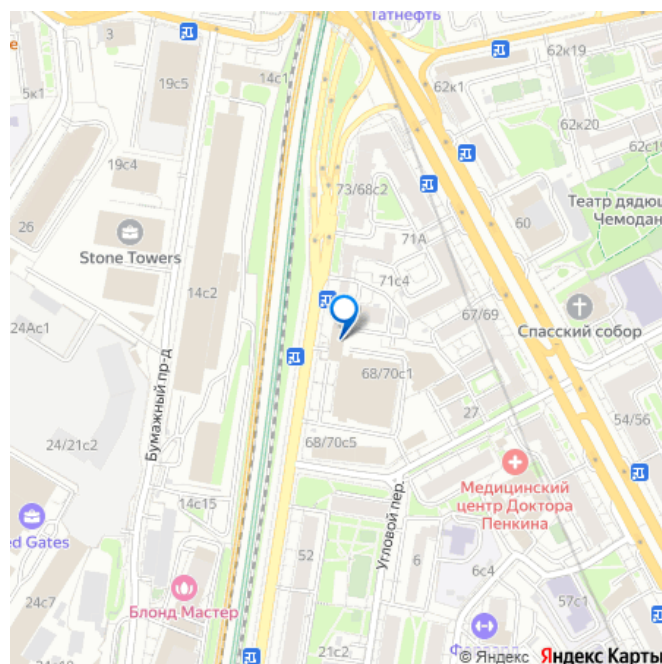 Татнефть
62к19
3
19с5
14с1
62к1
5к1
62к20
62с19
19с4
73/68с2
Театр дядюш
Чемодан
26
60
71А
Stone Towers
71с4
14с2
67/69
Спасский собор
24Ас1
68/70с1
Бумажный пр-д
27
54/56
24/21с2
68/70с5
Медицинский
центр Доктора
Пенкина
14с15
ed Gates
Угловой пер.
52
6
6с4
57с1
24с7
Блонд Мастер
21с2
© Яндекс
Яндекс Карты